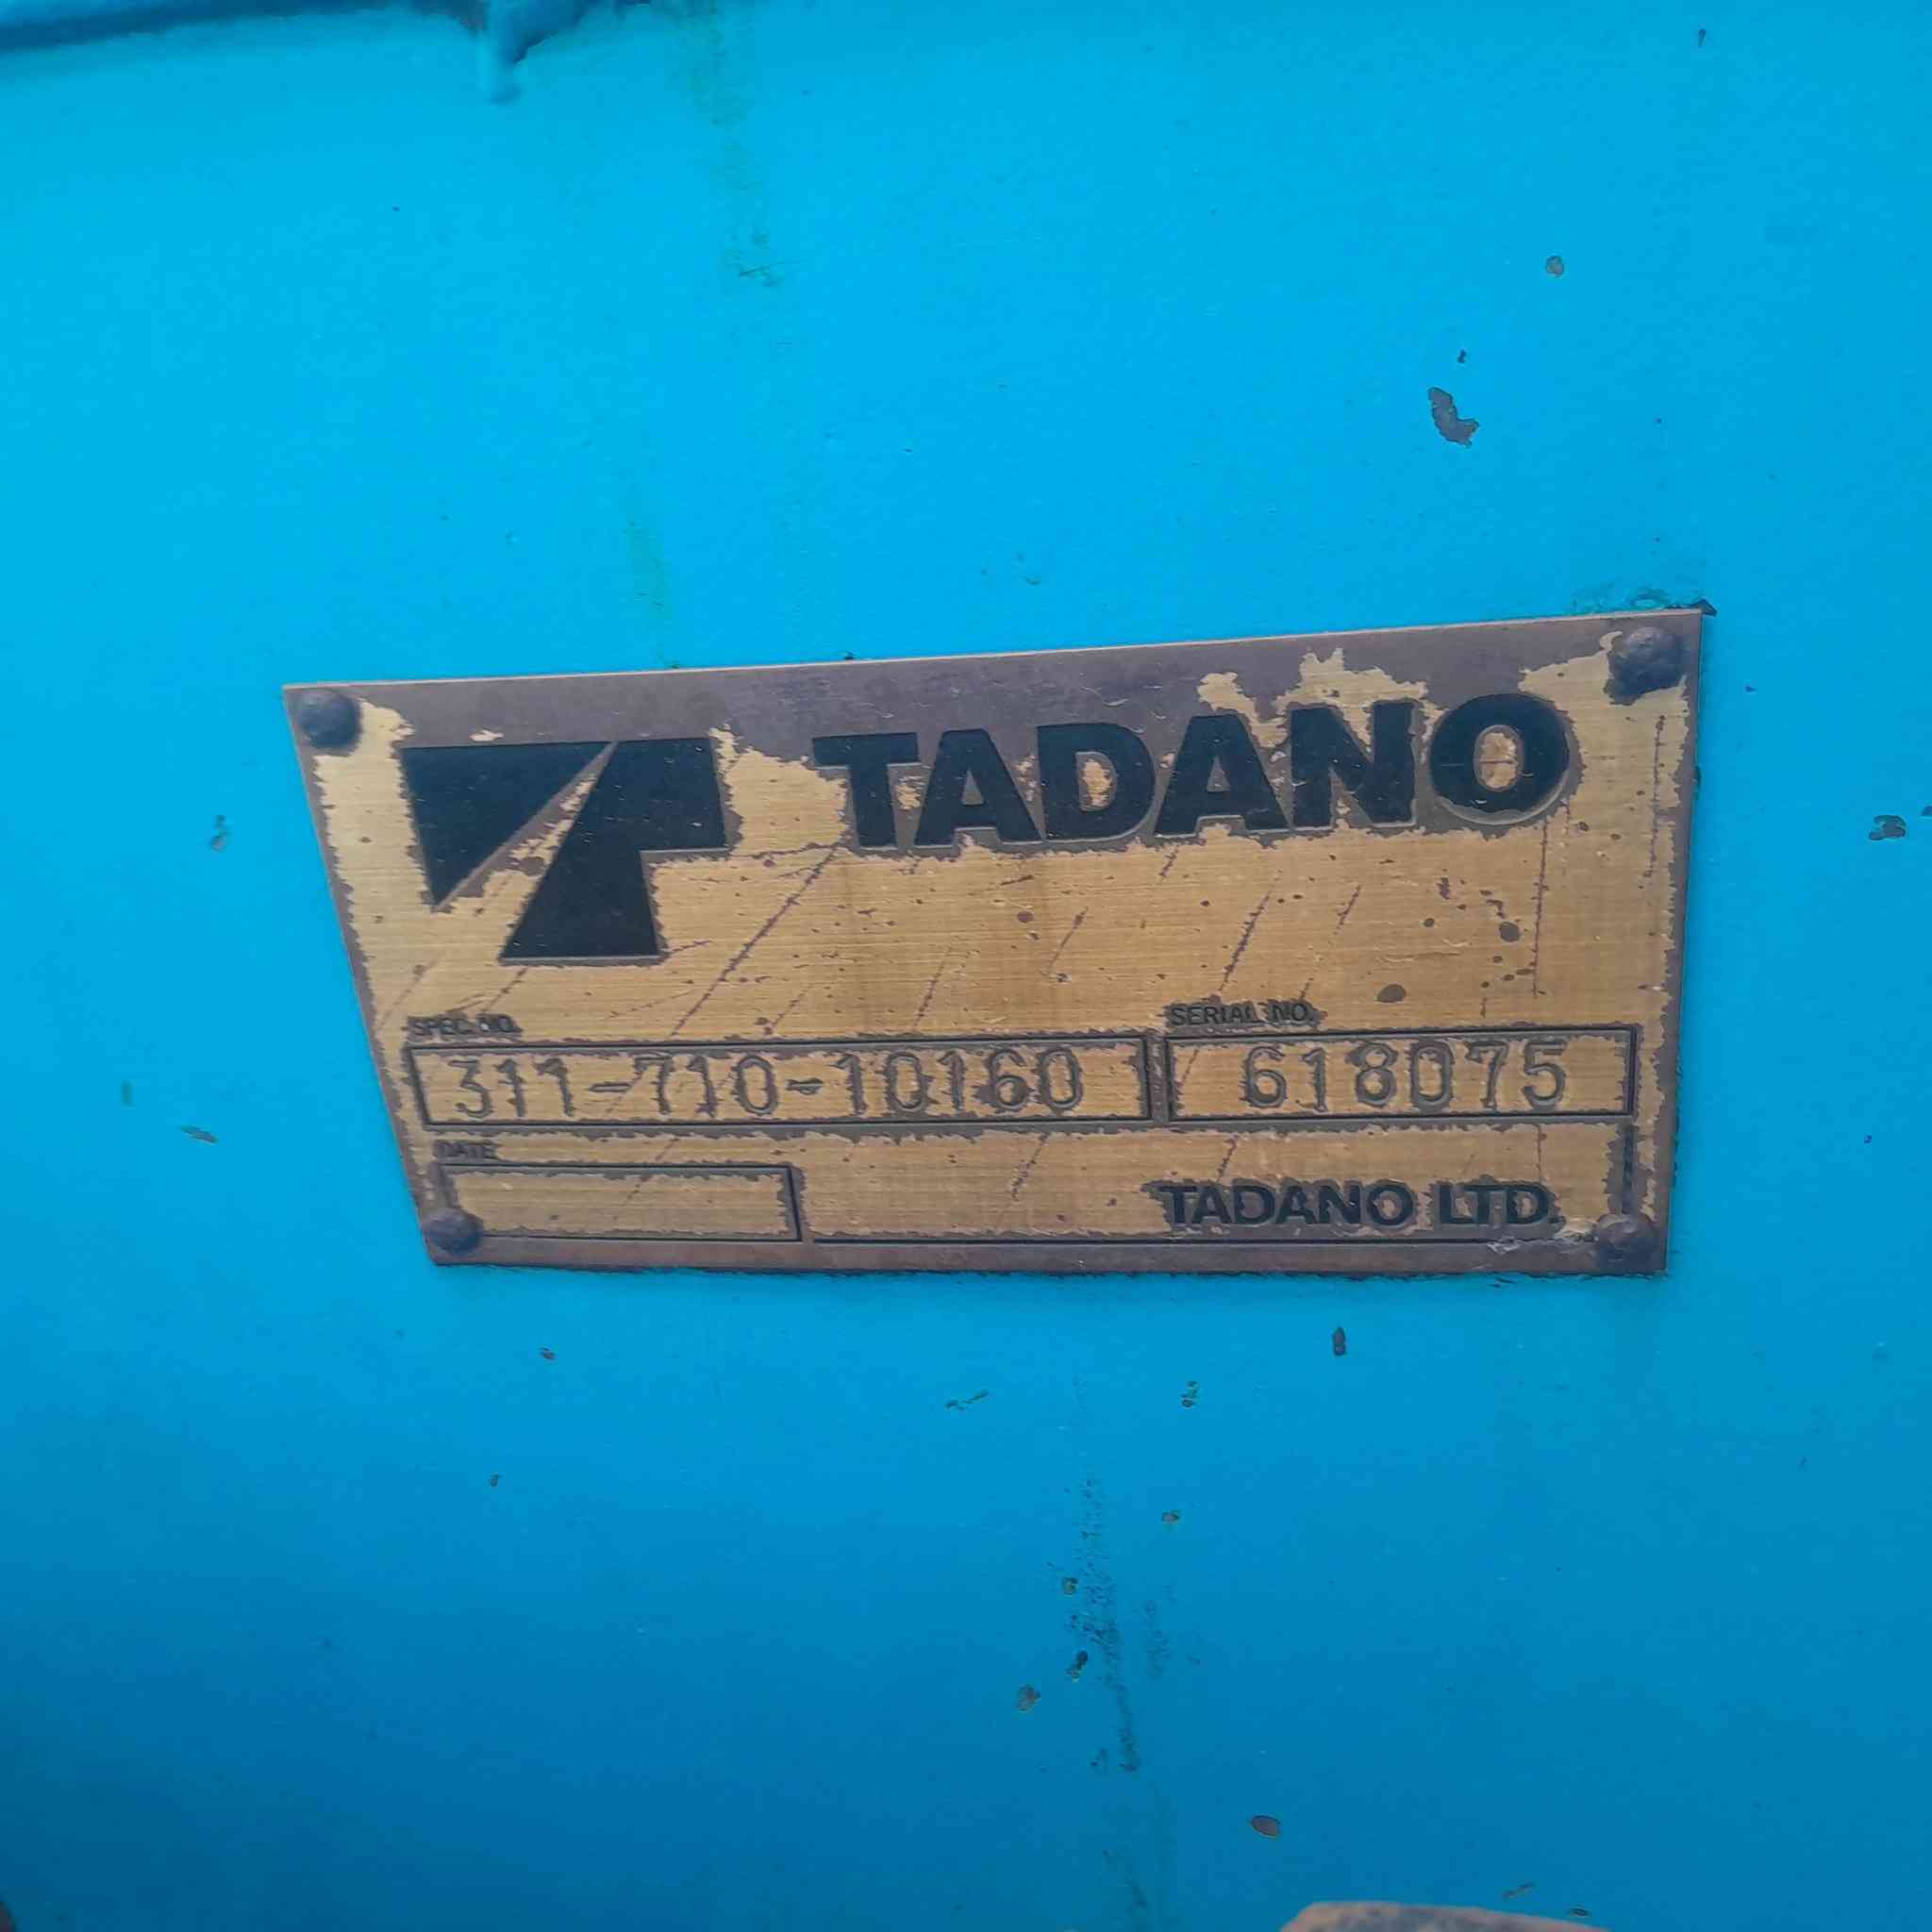 TADANO
SPEC. NO. SERIAL NO.
311-710-10160 618075
DATE
TADANO LTD.